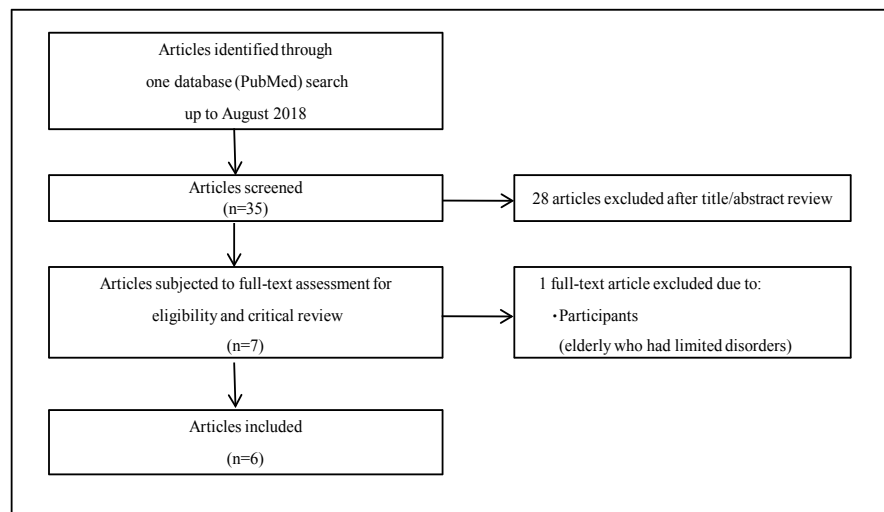 Articles identified through
one database (PubMed) search
up to August 2018
Articles screened
(n=35)
28 articles excluded after title/abstract review
Articles subjected to full-text assessment for
eligibility and critical review
(n=7)
1 full-text article excluded due to:
・Participants
(elderly who had limited disorders)
Articles included
(n=6)